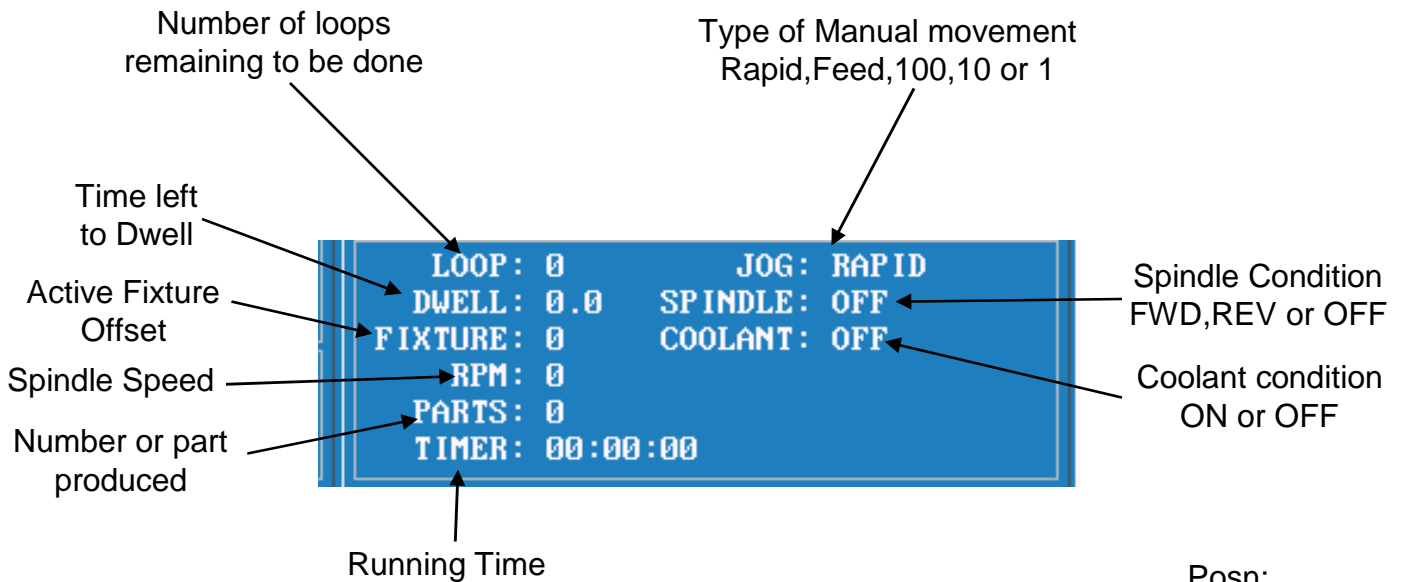 Number of loops
remaining to be done
Type of Manual movement
Rapid,Feed,100,10 or 1
Time left
to Dwell
Active Fixture
Offset
Spindle Speed
Number or part
produced
LOOP: 0 JOG: RAPID
DWELL: 0.0 SPINDLE: OFF
FIXTURE: 0 COOLANT: OFF
RPM: 0
PARTS: 0
TIMER: 00:00:00
Spindle Condition
FWD,REV or OFF
Coolant condition
ON or OFF
Running Time
Posn: